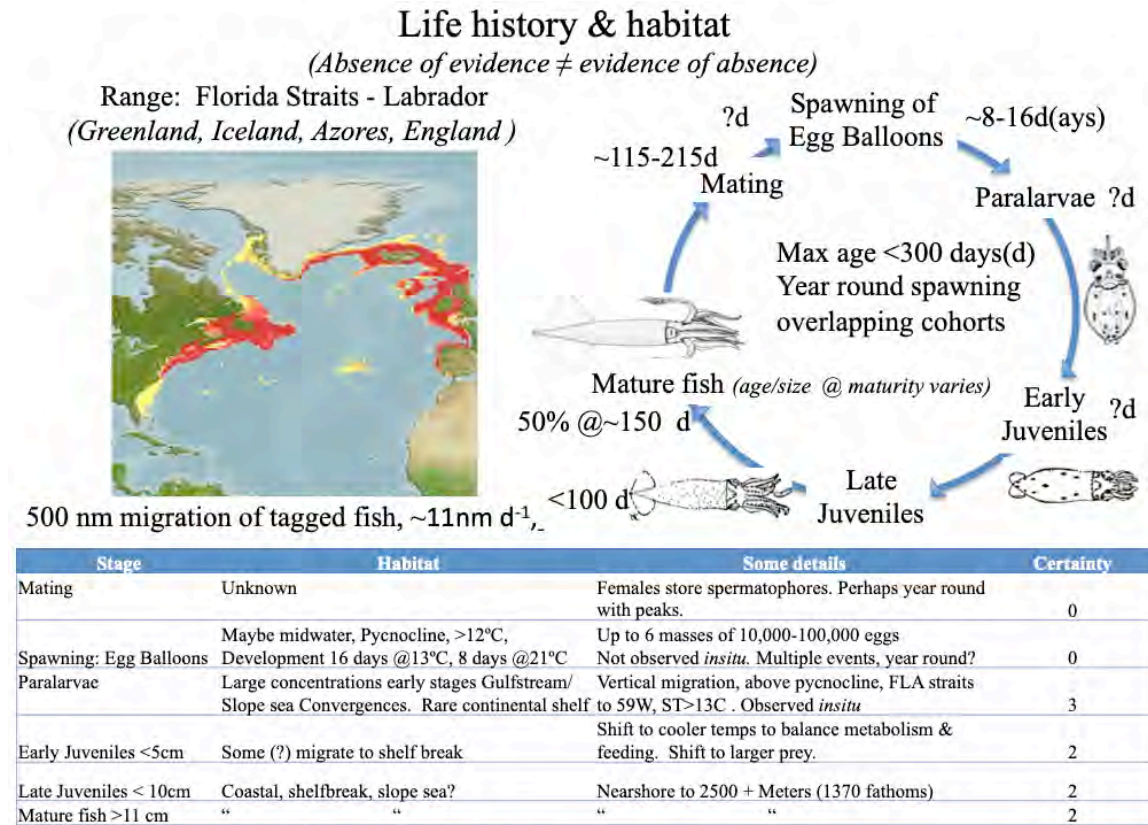 Life history & habitat
(Absence of evidence ≠ evidence of absence)
Range: Florida Straits - Labrador
(Greenland, Iceland, Azores, England )
500 nm migration of tagged fish, ~11nm d-1,-
?d
Spawning of
Egg Balloons
~8-16d(ays)
~115-215d
Mating
Paralarvae ?d
Max age <300 days(d)
Year round spawning
overlapping cohorts
Mature fish (age/size @ maturity varies)
50% @~150 d
Early
Juveniles
?d
<100 d
Late
Juveniles
Stage Habitat Some details Certainty
Mating Unknown Females store spermatophores. Perhaps year round
with peaks. 0
Maybe midwater, Pycnocline, >12ºC, Up to 6 masses of 10,000-100,000 eggs
Spawning: Egg Balloons Development 16 days @13ºC, 8 days @21ºC Not observed insitu. Multiple events, year round? 0
Paralarvae Large concentrations early stages Gulfstream/ Vertical migration, above pycnocline, FLA straits
Slope sea Convergences. Rare continental shelf to 59W, ST>13C . Observed insitu 3
Shift to cooler temps to balance metabolism &
Early Juveniles <5cm Some (?) migrate to shelf break feeding. Shift to larger prey. 2
Late Juveniles < 10cm Coastal, shelfbreak, slope sea? Nearshore to 2500 + Meters (1370 fathoms) 2
Mature fish >11 cm “ “ “ “ 2